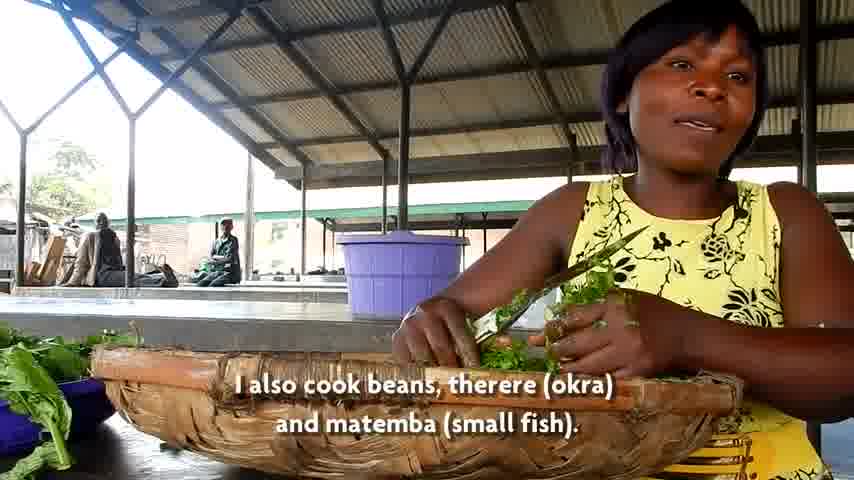 I also cook beans, therere (okra)
and matemba (small fish).